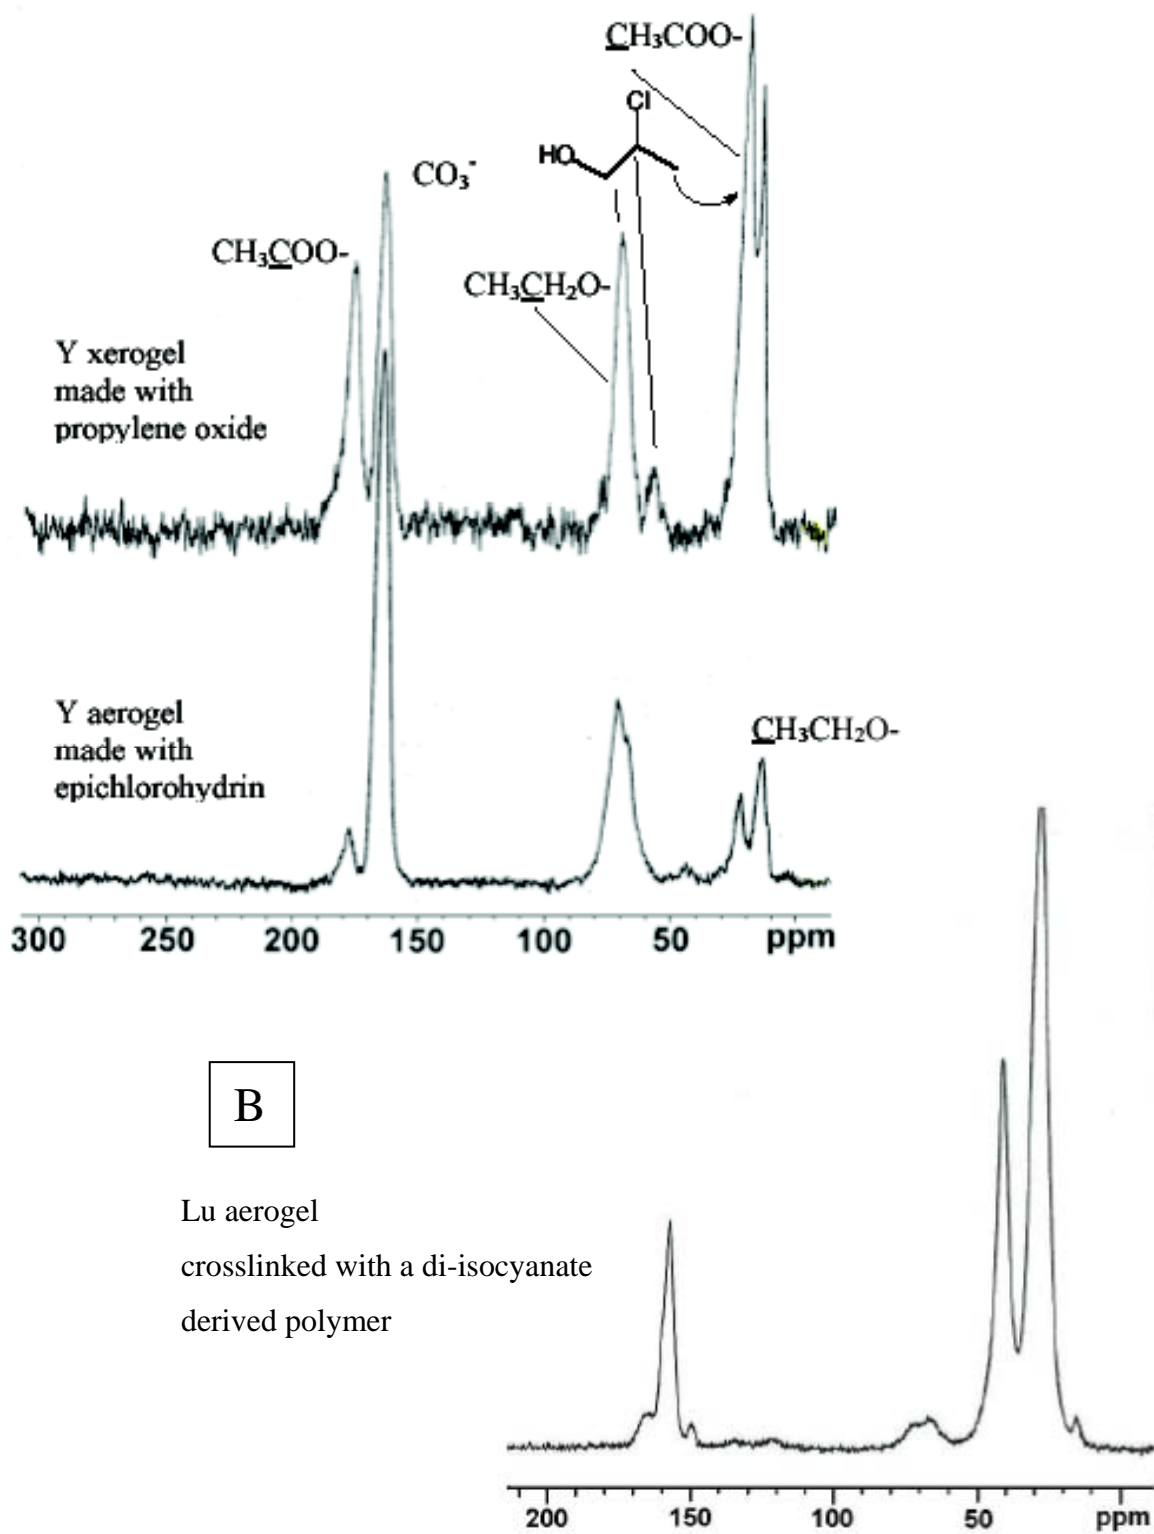 CH₃COO-
Cl
HO
CO₃⁻
CH₃COO-
CH₃CH₂O-
Y xerogel
made with
propylene oxide
Y aerogel
made with
epichlorohydrin
CH₃CH₂O-
300 250 200 150 100 50 ppm
B
Lu aerogel
crosslinked with a di-isocyanate
derived polymer
200 150 100 50 ppm